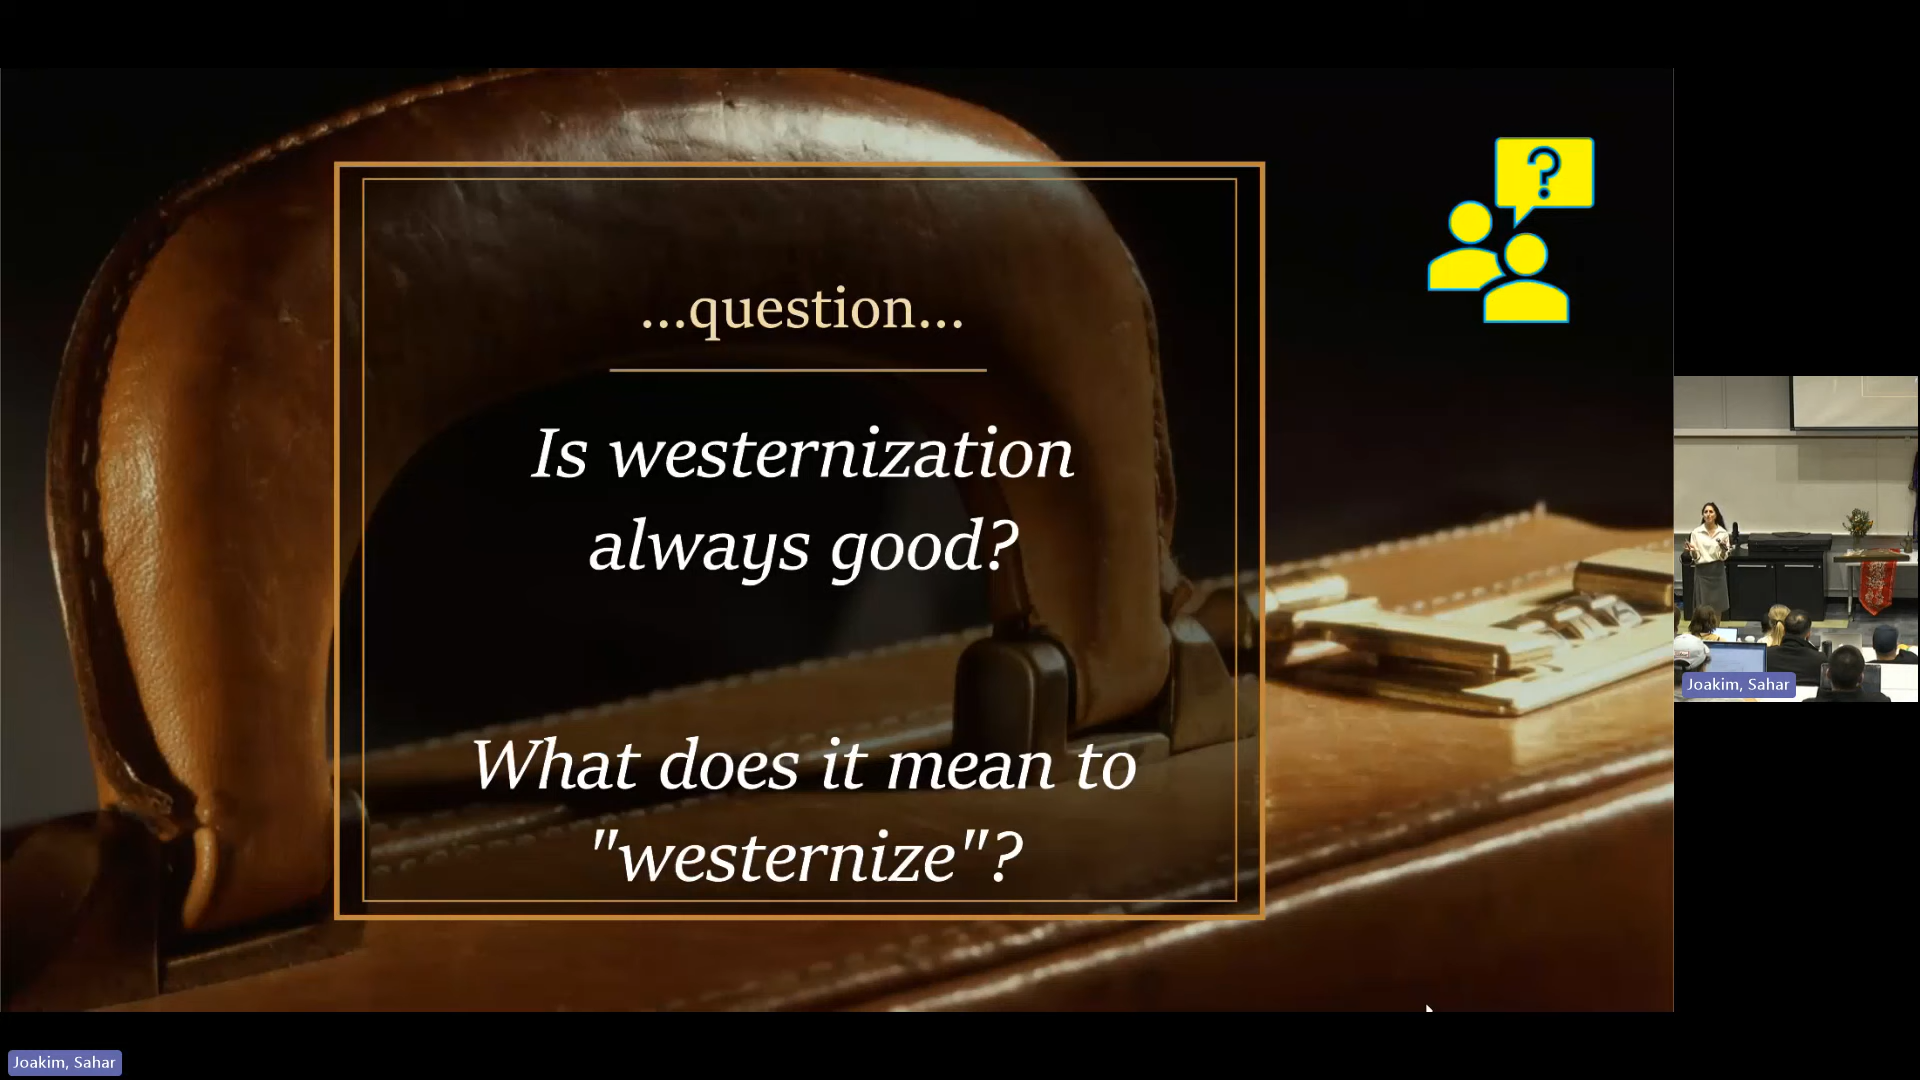 ...question...
Is westernization
always good?
What does it mean to
"westernize"?
?
Joakim, Sahar
Joakim, Sahar